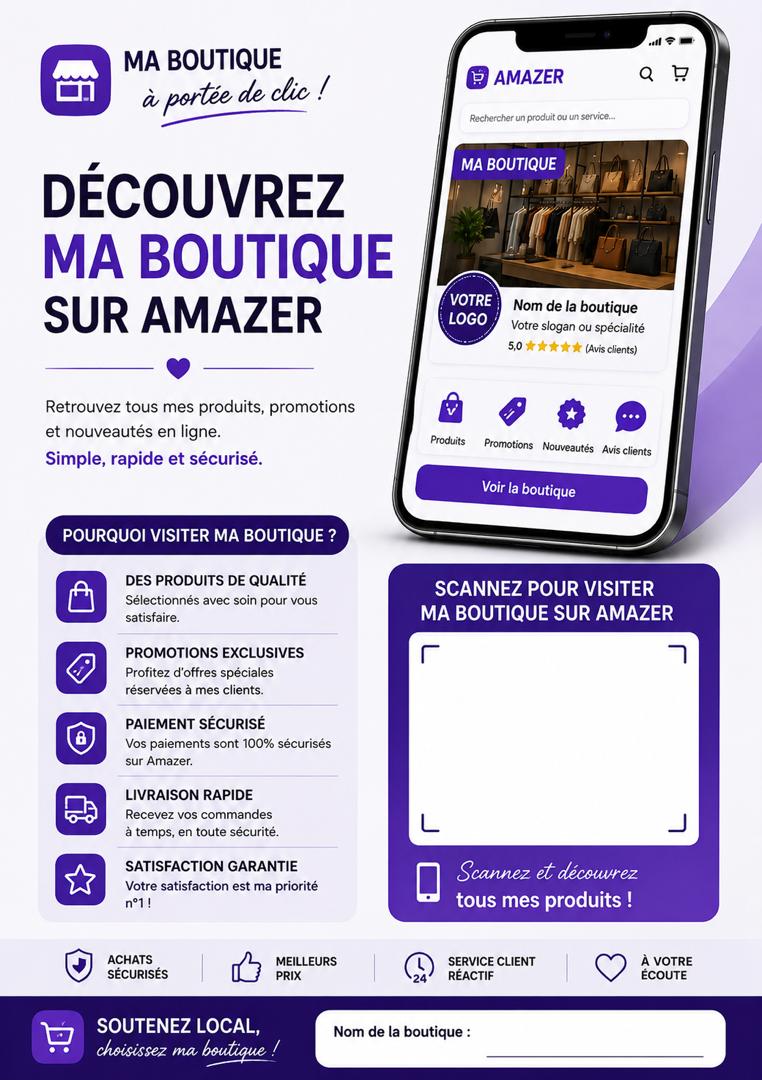 MA BOUTIQUE
à portée de clic !
DÉCOUVREZ
MA BOUTIQUE
SUR AMAZER
Retrouvez tous mes produits, promotions
et nouveautés en ligne.
Simple, rapide et sécurisé.
AMAZER
Rechercher un produit ou un service...
MA BOUTIQUE
VOTRE
LOGO
Nom de la boutique
Votre slogan ou spécialité
5,0 (Avis clients)
Produits
Promotions
Nouveautés
Avis clients
Voir la boutique
POURQUOI VISITER MA BOUTIQUE ?
DES PRODUITS DE QUALITÉ
Sélectionnés avec soin pour vous
satisfaire.
PROMOTIONS EXCLUSIVES
Profitez d'offres spéciales
réservées à mes clients.
PAIEMENT SÉCURISÉ
Vos paiements sont 100% sécurisés
sur Amazer.
LIVRAISON RAPIDE
Recevez vos commandes
à temps, en toute sécurité.
SATISFACTION GARANTIE
Votre satisfaction est ma priorité
n°1 !
SCANNEZ POUR VISITER
MA BOUTIQUE SUR AMAZER
Scannez et découvrez
tous mes produits !
ACHATS
SÉCURISÉS
MEILLEURS
PRIX
24
SERVICE CLIENT
RÉACTIF
À VOTRE
ÉCOUTE
SOUTENEZ LOCAL,
choisissez ma boutique !
Nom de la boutique :